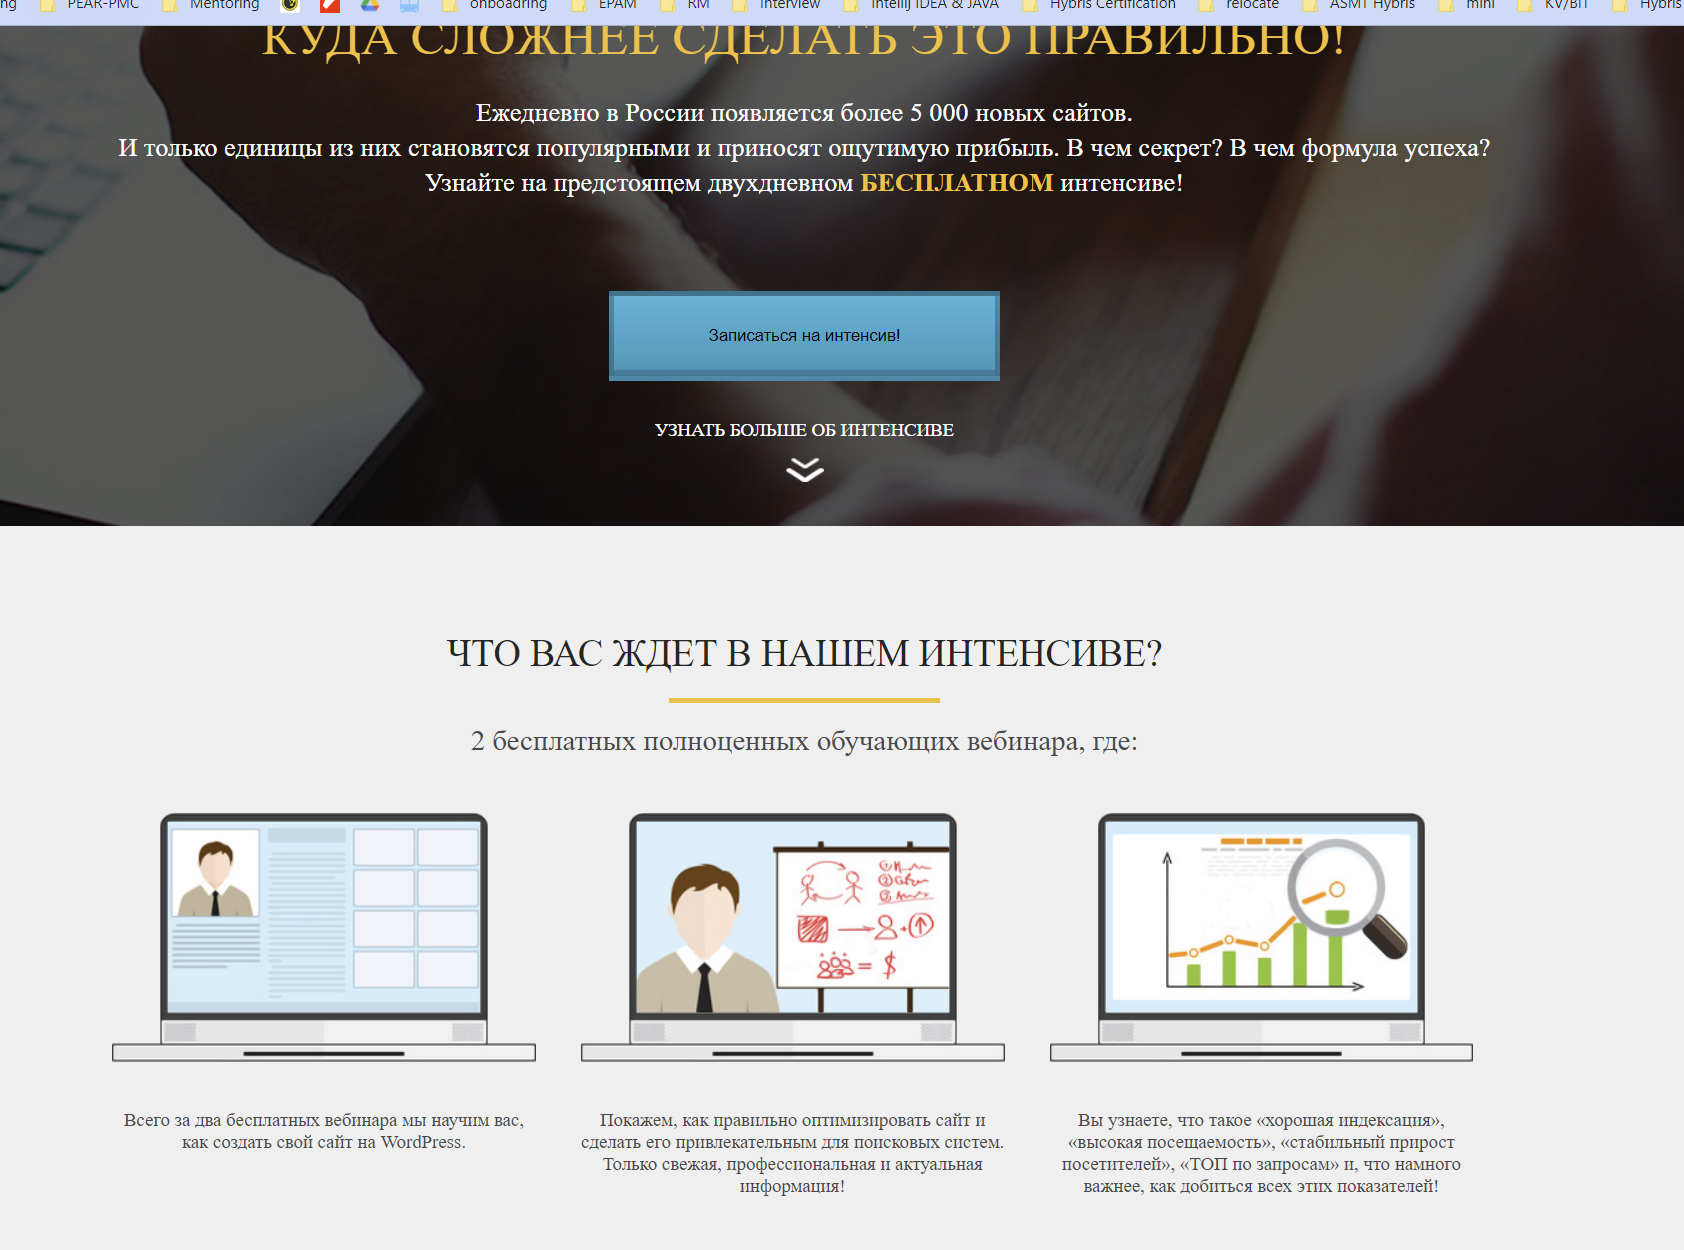 PEAR-PMC Mentoring onboadring EPAM RM Interview Intellij IDEA & JAVA Hybris Certification relocate ASMT Hybris mini KV/BIT Hybris
КУДА СЛОЖНЕЕ СДЕЛАТЬ ЭТО ПРАВИЛЬНО!
Ежедневно в России появляется более 5 000 новых сайтов.
И только единицы из них становятся популярными и приносят ощутимую прибыль. В чем секрет? В чем формула успеха?
Узнайте на предстоящем двухдневном БЕСПЛАТНОМ интенсиве!
Записаться на интенсив!
УЗНАТЬ БОЛЬШЕ ОБ ИНТЕНСИВЕ
ЧТО ВАС ЖДЕТ В НАШЕМ ИНТЕНСИВЕ?
2 бесплатных полноценных обучающих вебинара, где:
Всего за два бесплатных вебинара мы научим вас,
как создать свой сайт на WordPress.
Покажем, как правильно оптимизировать сайт и
сделать его привлекательным для поисковых систем.
Только свежая, профессиональная и актуальная
информация!
Вы узнаете, что такое «хорошая индексация»,
«высокая посещаемость», «стабильный прирост
посетителей», «ТОП по запросам» и, что намного
важнее, как добиться всех этих показателей!